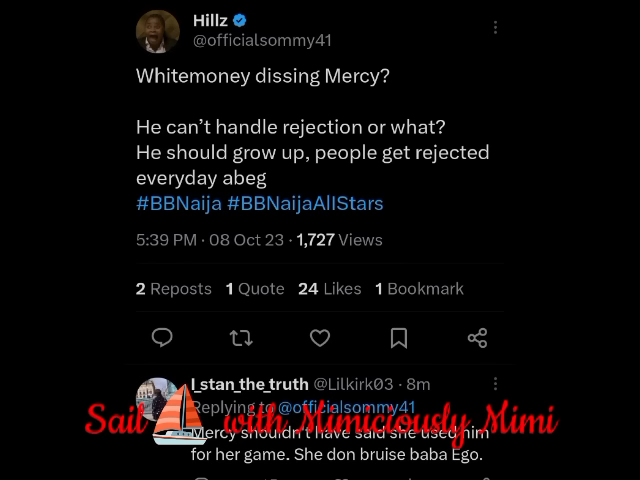 Hillz
@officialsommy41
Whitemoney dissing Mercy?
He can’t handle rejection or what?
He should grow up, people get rejected
everyday abeg
#BBNaija #BBNaijaAllStars
5:39 PM · 08 Oct 23 · 1,727 Views
2 Reposts 1 Quote 24 Likes 1 Bookmark
I_stan_the_truth @Lilkirk03 · 8m
Replying to @officialsommy41
Sail with Mimiciously Mimi
Mercy shouldn't have said she used him
for her game. She don bruise baba Ego.